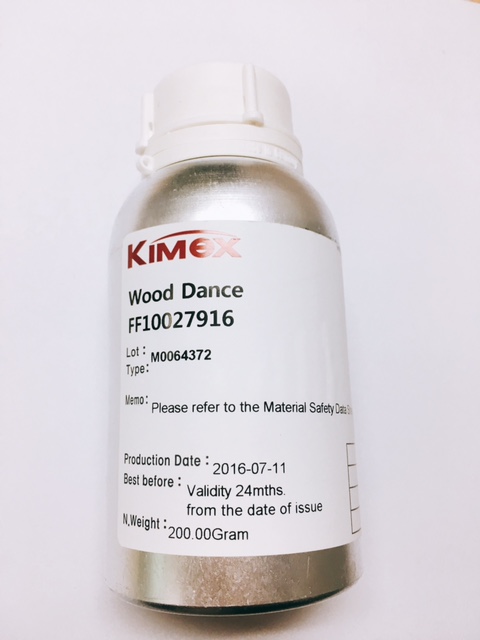 KIMEX
Wood Dance
FF10027916
Lot : M0064372
Type:
Memo: Please refer to the Material Safety Data
Production Date : 2016-07-11
Best before : Validity 24mths.
from the date of issue
N.Weight : 200.00Gram